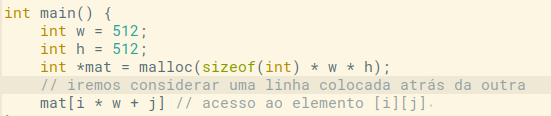 int main() {
int w = 512;
int h = 512;
int *mat = malloc(sizeof(int) * w * h);
// iremos considerar uma linha colocada atrás da outra
mat[i * w + j] // acesso ao elemento [i][j].